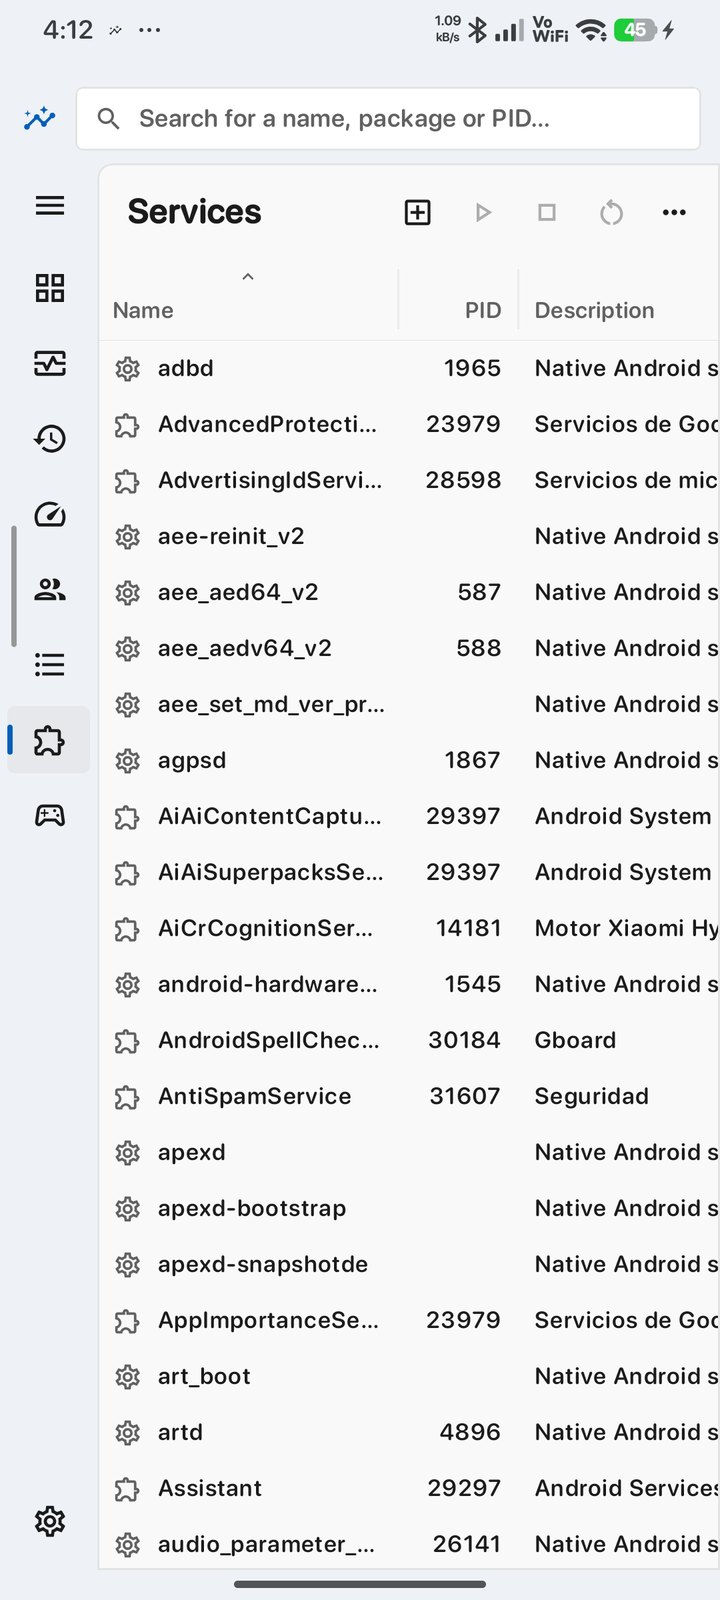 4:12 ... 1.09 kB/s Vo WiFi 45
Search for a name, package or PID...
Services
Name PID Description
adbd 1965 Native Android s
AdvancedProtecti... 23979 Servicios de Goo
AdvertisingIdServi... 28598 Servicios de mic
aee-reinit_v2 Native Android s
aee_aed64_v2 587 Native Android s
aee_aedv64_v2 588 Native Android s
aee_set_md_ver_pr... Native Android s
agpsd 1867 Native Android s
AiAiContentCaptu... 29397 Android System
AiAiSuperpacksSe... 29397 Android System
AiCrCognitionSer... 14181 Motor Xiaomi Hy
android-hardware... 1545 Native Android s
AndroidSpellChec... 30184 Gboard
AntiSpamService 31607 Seguridad
apexd Native Android s
apexd-bootstrap Native Android s
apexd-snapshotde Native Android s
AppImportanceSe... 23979 Servicios de Goo
art_boot Native Android s
artd 4896 Native Android s
Assistant 29297 Android Services
audio_parameter_... 26141 Native Android s